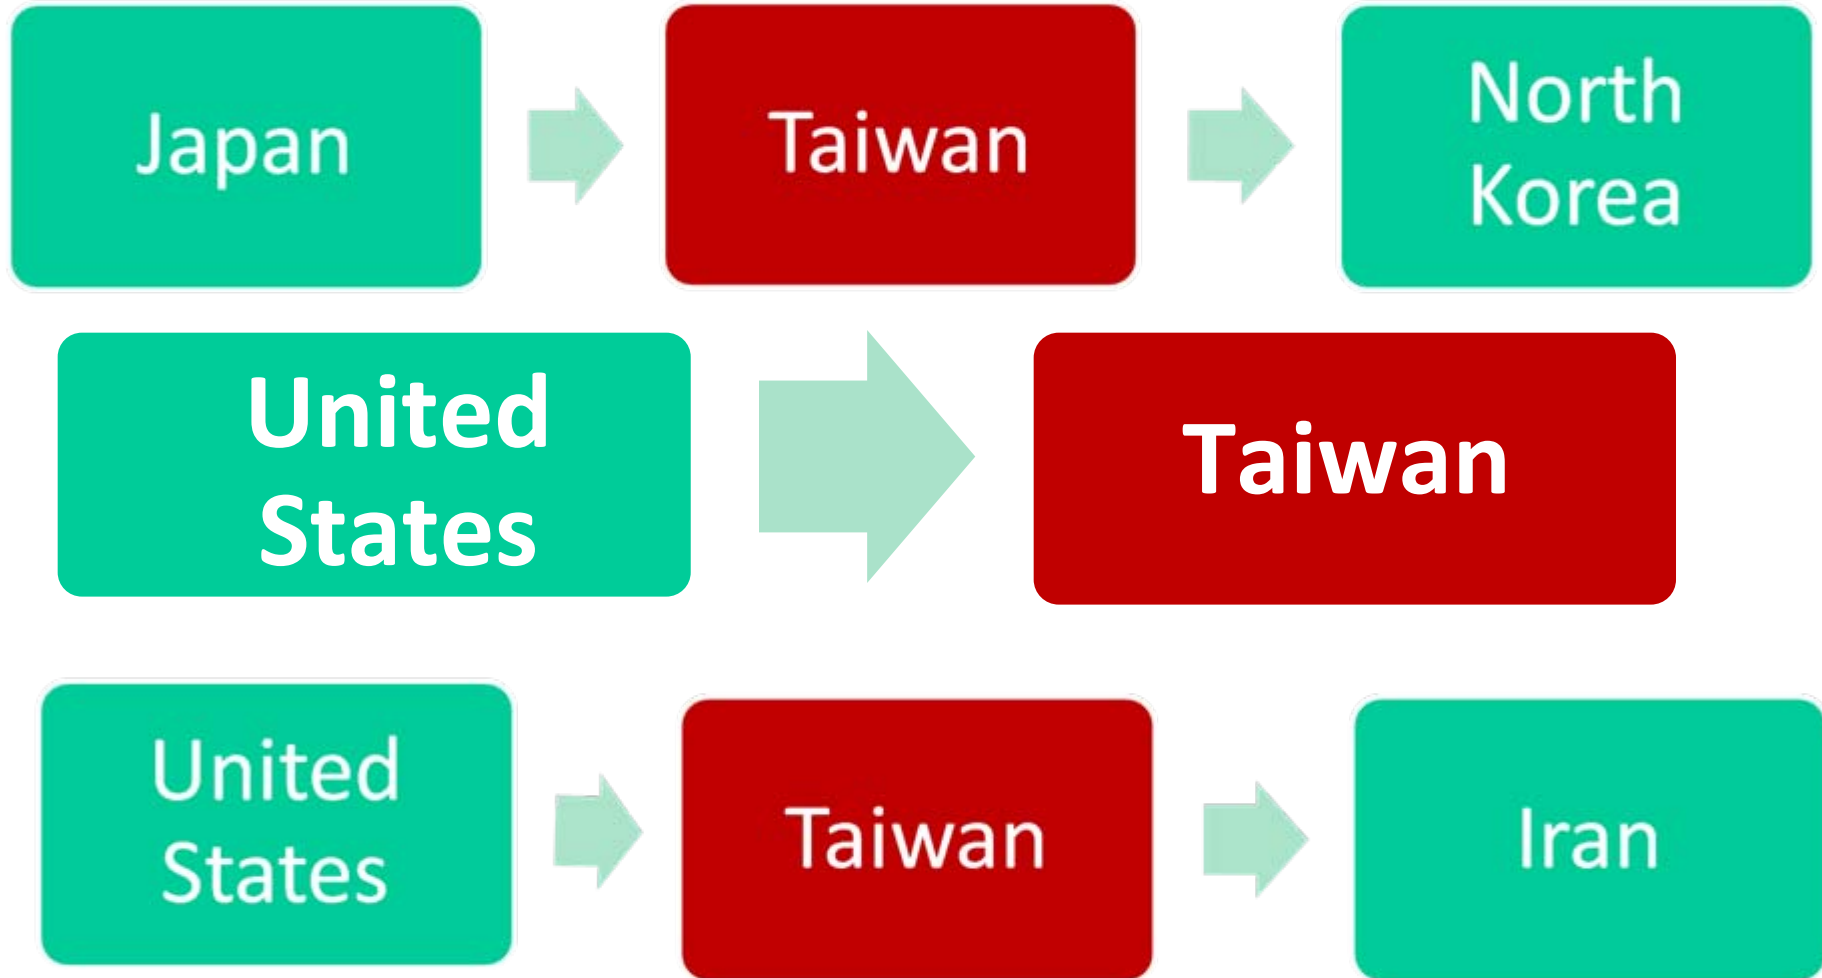 Japan
Taiwan
North
Korea
United
States
Taiwan
United
States
Taiwan
Iran